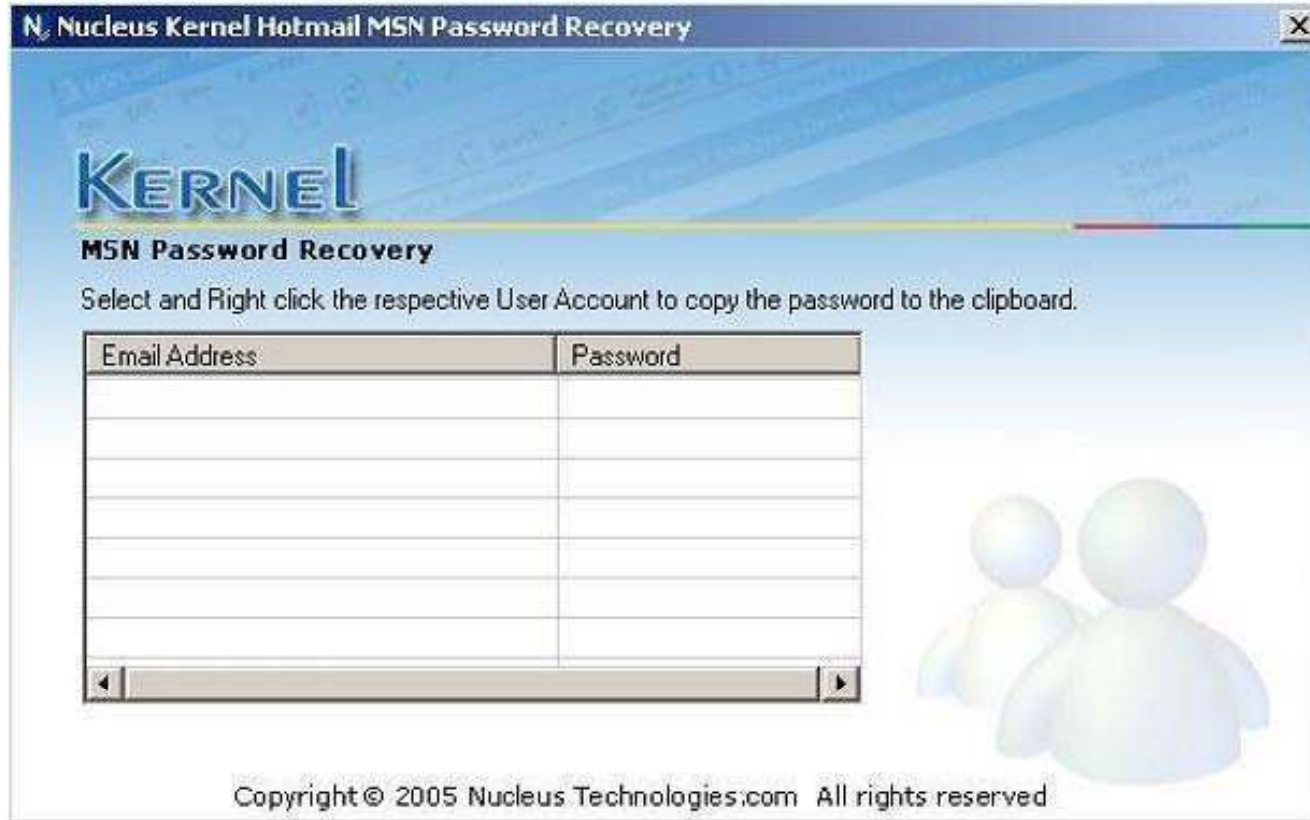 Nucleus Kernel Hotmail MSN Password Recovery
KERNEL
MSN Password Recovery
Select and Right click the respective User Account to copy the password to the clipboard.
Email Address Password
Copyright © 2005 Nucleus Technologies.com All rights reserved